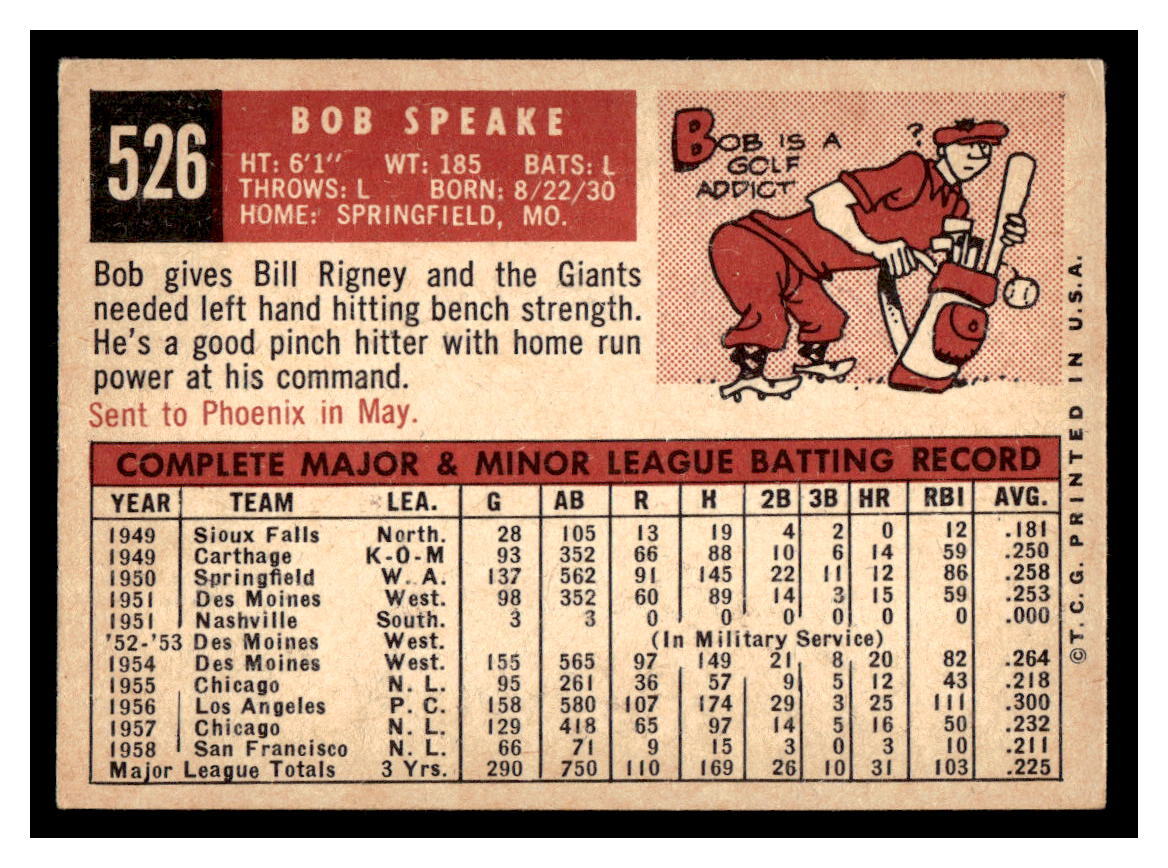 526
BOB SPEAKE
HT: 6'1" WT: 185 BATS: L
THROWS: L BORN: 8/22/30
HOME: SPRINGFIELD, MO.
BOB IS A
GOLF
ADDICT
?
Bob gives Bill Rigney and the Giants
needed left hand hitting bench strength.
He's a good pinch hitter with home run
power at his command.
Sent to Phoenix in May.
COMPLETE MAJOR & MINOR LEAGUE BATTING RECORD
YEAR TEAM LEA. G AB R H 2B 3B HR RBI AVG.
1949 Sioux Falls North. 28 105 13 19 4 2 0 12 .181
1949 Carthage K-O-M 93 352 66 88 10 6 14 59 .250
1950 Springfield W. A. 137 562 91 145 22 11 12 86 .258
1951 Des Moines West. 98 352 60 89 14 3 15 59 .253
1951 Nashville South. 3 3 0 0 0 0 0 0 .000
'52-'53 Des Moines West. (In Military Service)
1954 Des Moines West. 155 565 97 149 21 8 20 82 .264
1955 Chicago N. L. 95 261 36 57 9 5 12 43 .218
1956 Los Angeles P. C. 158 580 107 174 29 3 25 111 .300
1957 Chicago N. L. 129 418 65 97 14 5 16 50 .232
1958 San Francisco N. L. 66 71 9 15 3 0 3 10 .211
Major League Totals 3 Yrs. 290 750 110 169 26 10 31 103 .225
©T. C. G. PRINTED IN U.S.A.